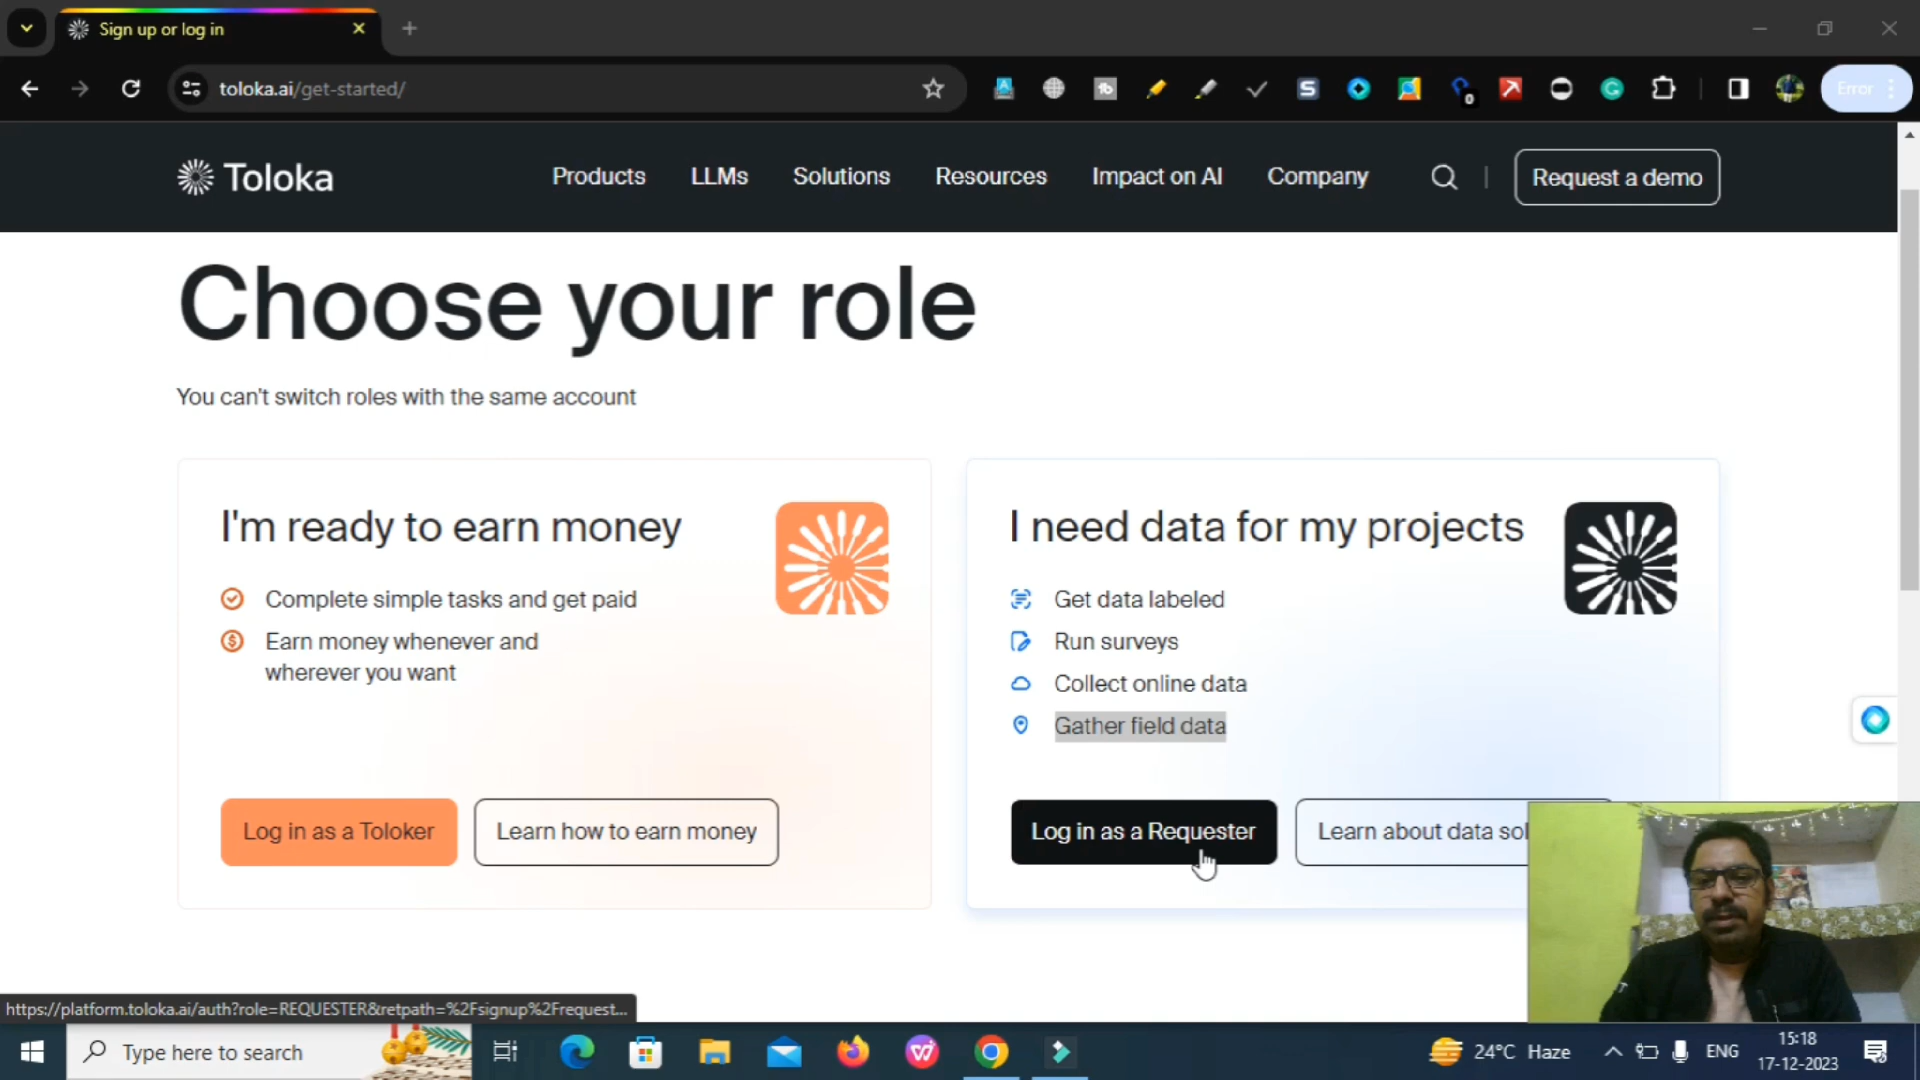 Sign up or log in
toloka.ai/get-started/
Error
Toloka
Products
LLMs
Solutions
Resources
Impact on AI
Company
Request a demo
Choose your role
You can't switch roles with the same account
I'm ready to earn money
Complete simple tasks and get paid
Earn money whenever and
wherever you want
Log in as a Toloker
Learn how to earn money
I need data for my projects
Get data labeled
Run surveys
Collect online data
Gather field data
Log in as a Requester
Learn about data sol
https://platform.toloka.ai/auth?role=REQUESTER&retpath=%2Fsignup%2Frequest...
Type here to search
24°C Haze
ENG
15:18
17-12-2023